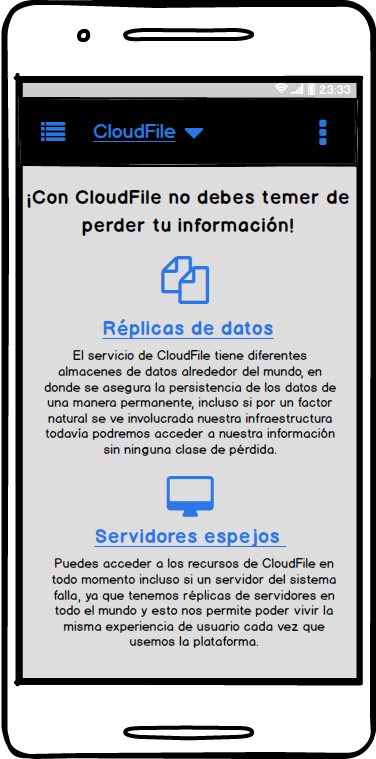 23:33
CloudFile
¡Con CloudFile no debes temer de
perder tu información!
Réplicas de datos
El servicio de CloudFile tiene diferentes
almacenes de datos alrededor del mundo, en
donde se asegura la persistencia de los datos de
una manera permanente, incluso si por un factor
natural se ve involucrada nuestra infraestructura
todavía podremos acceder a nuestra información
sin ninguna clase de pérdida.
Servidores espejos
Puedes acceder a los recursos de CloudFile en
todo momento incluso si un servidor del sistema
falla, ya que tenemos réplicas de servidores en
todo el mundo y esto nos permite poder vivir la
misma experiencia de usuario cada vez que
usemos la plataforma.